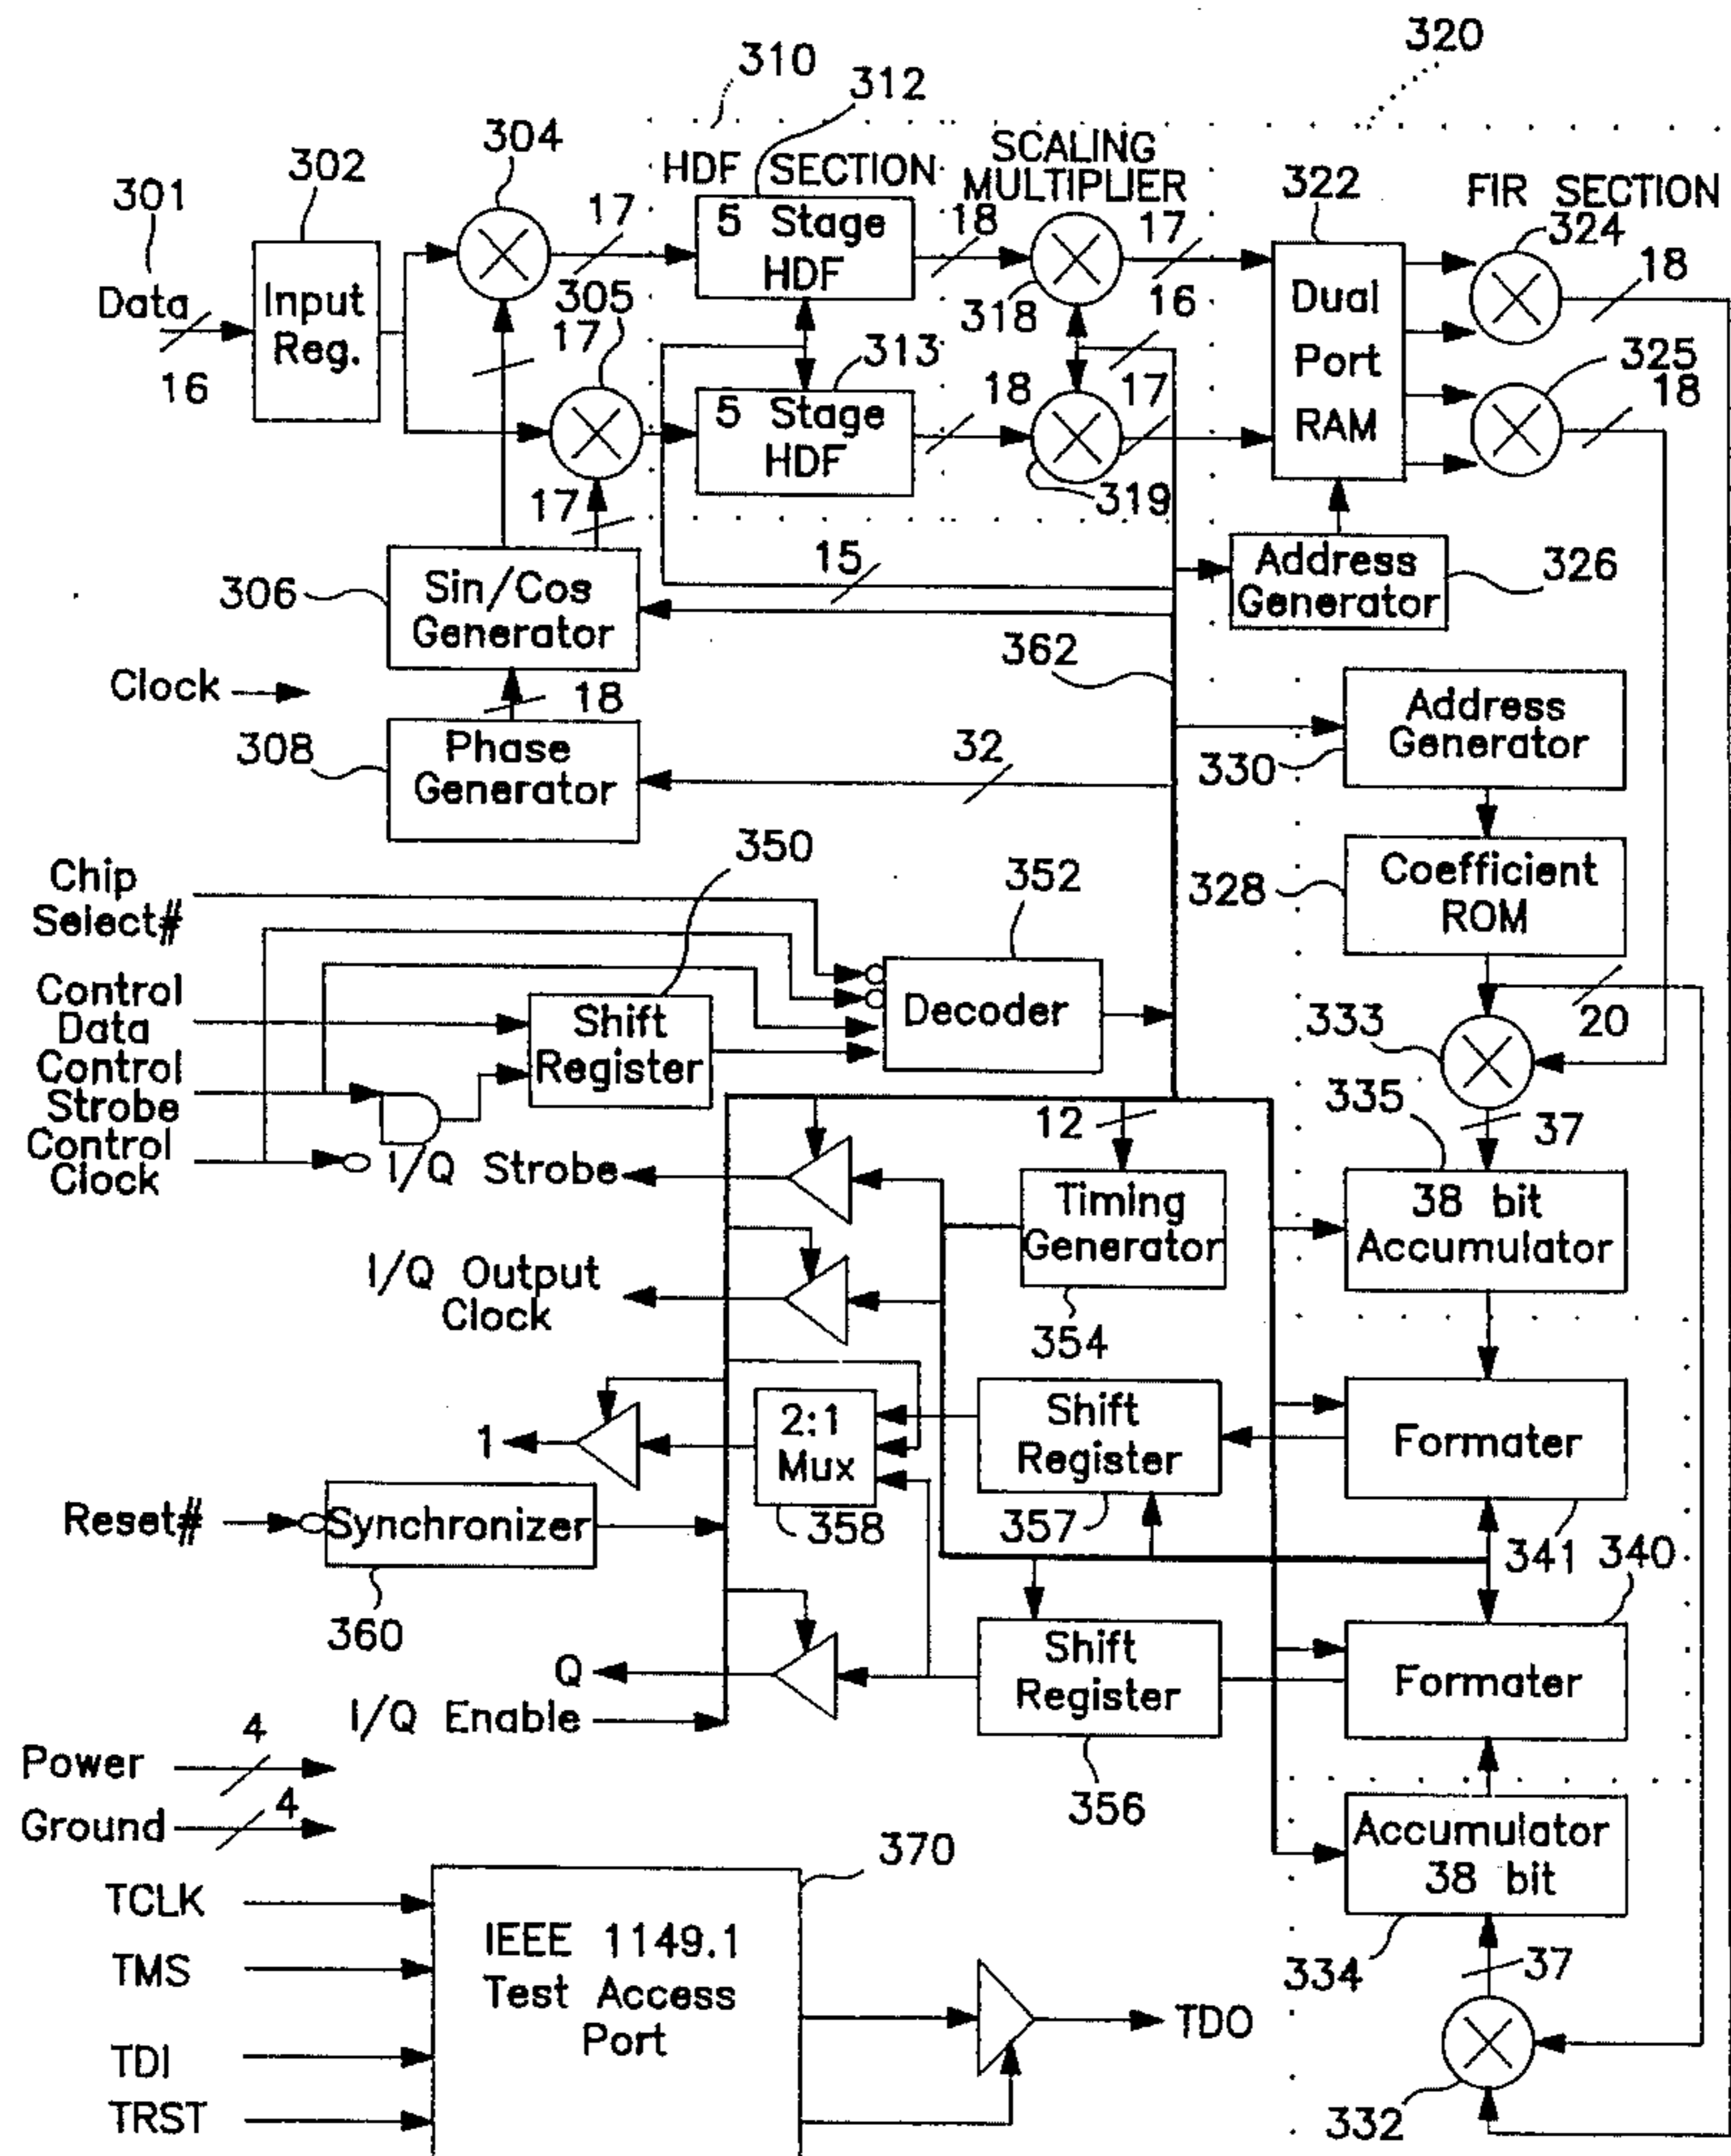 320
310
312
304
302
301
HDF SECTION
SCALING
MULTIPLIER
322
FIR SECTION
324
17
5 Stage
HDF
18
17
18
Data
Input
Reg.
305
318
16
Dual
Port
RAM
16
17
313
18
17
325
18
5 Stage
HDF
319
17
15
306
Sin/Cos
Generator
Address
Generator
326
362
Clock
18
308
Phase
Generator
32
Address
Generator
330
350
352
Chip
Select#
328
Coefficient
ROM
Control
Data
Shift
Register
Decoder
20
333
Control
Strobe
335
37
12
Control
Clock
I/Q Strobe
Timing
Generator
38 bit
Accumulator
I/Q Output
Clock
354
2:1
Mux
Shift
Register
Formater
1
Reset#
Synchronizer
358
357
341
340
360
Q
Shift
Register
Formater
I/Q Enable
4
Power
356
4
Ground
Accumulator
38 bit
370
TCLK
IEEE 1149.1
Test Access
Port
TMS
334
37
TDO
TDI
TRST
332